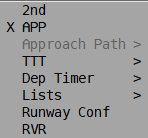 2nd
X APP
Approach Path >
TTT >
Dep Timer >
Lists >
Runway Conf
RVR